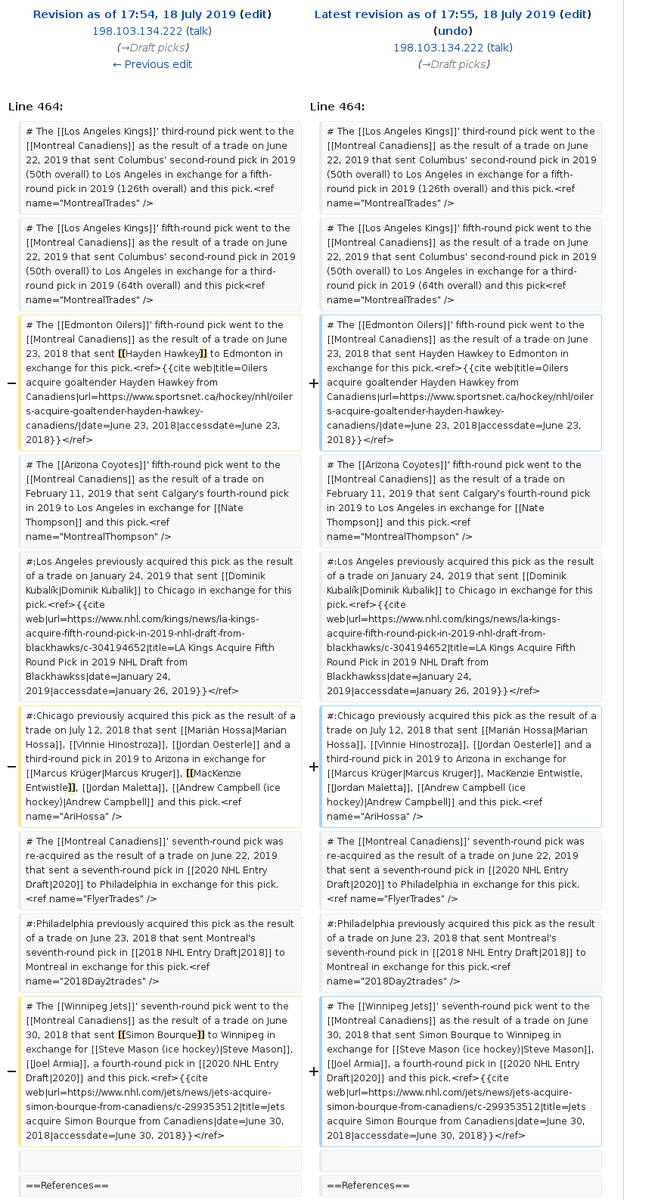 Revision as of 17:54, 18 July 2019 (edit)
198.103.134.222 (talk)
(→Draft picks)
← Previous edit
Latest revision as of 17:55, 18 July 2019 (edit)
(undo)
198.103.134.222 (talk)
(→Draft picks)
Line 464:
# The [[Los Angeles Kings]]' third-round pick went to the
[[Montreal Canadiens]] as the result of a trade on June
22, 2019 that sent Columbus' second-round pick in 2019
(50th overall) to Los Angeles in exchange for a fifth-
round pick in 2019 (126th overall) and this pick.<ref
name="MontrealTrades" />
# The [[Los Angeles Kings]]' fifth-round pick went to the
[[Montreal Canadiens]] as the result of a trade on June
22, 2019 that sent Columbus' second-round pick in 2019
(50th overall) to Los Angeles in exchange for a third-
round pick in 2019 (64th overall) and this pick<ref
name="MontrealTrades" />
−
# The [[Edmonton Oilers]]' fifth-round pick went to the
[[Montreal Canadiens]] as the result of a trade on June
23, 2018 that sent [[Hayden Hawkey]] to Edmonton in
exchange for this pick.<ref>{{cite web|title=Oilers
acquire goaltender Hayden Hawkey from
Canadiens|url=https://www.sportsnet.ca/hockey/nhl/oiler
s-acquire-goaltender-hayden-hawkey-
canadiens/|date=June 23, 2018|accessdate=June 23,
2018}}</ref>
# The [[Arizona Coyotes]]' fifth-round pick went to the
[[Montreal Canadiens]] as the result of a trade on
February 11, 2019 that sent Calgary's fourth-round pick
in 2019 to Los Angeles in exchange for [[Nate
Thompson]] and this pick.<ref
name="MontrealThompson" />
#:Los Angeles previously acquired this pick as the result
of a trade on January 24, 2019 that sent [[Dominik
Kubalík|Dominik Kubalik]] to Chicago in exchange for this
pick.<ref>{{cite
web|url=https://www.nhl.com/kings/news/la-kings-
acquire-fifth-round-pick-in-2019-nhl-draft-from-
blackhawks/c-304194652|title=LA Kings Acquire Fifth
Round Pick in 2019 NHL Draft from
Blackhawkss|date=January 24,
2019|accessdate=January 26, 2019}}</ref>
−
#:Chicago previously acquired this pick as the result of a
trade on July 12, 2018 that sent [[Marián Hossa|Marian
Hossa]], [[Vinnie Hinostroza]], [[Jordan Oesterle]] and a
third-round pick in 2019 to Arizona in exchange for
[[Marcus Krüger|Marcus Kruger]], [[MacKenzie
Entwistle]], [[Jordan Maletta]], [[Andrew Campbell (ice
hockey)|Andrew Campbell]] and this pick.<ref
name="AriHossa" />
# The [[Montreal Canadiens]]' seventh-round pick was
re-acquired as the result of a trade on June 22, 2019
that sent a seventh-round pick in [[2020 NHL Entry
Draft|2020]] to Philadelphia in exchange for this pick.
<ref name="FlyerTrades" />
#:Philadelphia previously acquired this pick as the result
of a trade on June 23, 2018 that sent Montreal's
seventh-round pick in [[2018 NHL Entry Draft|2018]] to
Montreal in exchange for this pick.<ref
name="2018Day2trades" />
−
# The [[Winnipeg Jets]]' seventh-round pick went to the
[[Montreal Canadiens]] as the result of a trade on June
30, 2018 that sent [[Simon Bourque]] to Winnipeg in
exchange for [[Steve Mason (ice hockey)|Steve Mason]],
[[Joel Armia]], a fourth-round pick in [[2020 NHL Entry
Draft|2020]] and this pick.<ref>{{cite
web|url=https://www.nhl.com/jets/news/jets-acquire-
simon-bourque-from-canadiens/c-299353512|title=Jets
acquire Simon Bourque from Canadiens|date=June 30,
2018|accessdate=June 30, 2018}}</ref>
==References==
Line 464:
# The [[Los Angeles Kings]]' third-round pick went to the
[[Montreal Canadiens]] as the result of a trade on June
22, 2019 that sent Columbus' second-round pick in 2019
(50th overall) to Los Angeles in exchange for a fifth-
round pick in 2019 (126th overall) and this pick.<ref
name="MontrealTrades" />
# The [[Los Angeles Kings]]' fifth-round pick went to the
[[Montreal Canadiens]] as the result of a trade on June
22, 2019 that sent Columbus' second-round pick in 2019
(50th overall) to Los Angeles in exchange for a third-
round pick in 2019 (64th overall) and this pick<ref
name="MontrealTrades" />
+
# The [[Edmonton Oilers]]' fifth-round pick went to the
[[Montreal Canadiens]] as the result of a trade on June
23, 2018 that sent Hayden Hawkey to Edmonton in
exchange for this pick.<ref>{{cite web|title=Oilers
acquire goaltender Hayden Hawkey from
Canadiens|url=https://www.sportsnet.ca/hockey/nhl/oiler
s-acquire-goaltender-hayden-hawkey-
canadiens/|date=June 23, 2018|accessdate=June 23,
2018}}</ref>
# The [[Arizona Coyotes]]' fifth-round pick went to the
[[Montreal Canadiens]] as the result of a trade on
February 11, 2019 that sent Calgary's fourth-round pick
in 2019 to Los Angeles in exchange for [[Nate
Thompson]] and this pick.<ref
name="MontrealThompson" />
#:Los Angeles previously acquired this pick as the result
of a trade on January 24, 2019 that sent [[Dominik
Kubalík|Dominik Kubalik]] to Chicago in exchange for this
pick.<ref>{{cite
web|url=https://www.nhl.com/kings/news/la-kings-
acquire-fifth-round-pick-in-2019-nhl-draft-from-
blackhawks/c-304194652|title=LA Kings Acquire Fifth
Round Pick in 2019 NHL Draft from
Blackhawkss|date=January 24,
2019|accessdate=January 26, 2019}}</ref>
+
#:Chicago previously acquired this pick as the result of a
trade on July 12, 2018 that sent [[Marián Hossa|Marian
Hossa]], [[Vinnie Hinostroza]], [[Jordan Oesterle]] and a
third-round pick in 2019 to Arizona in exchange for
[[Marcus Krüger|Marcus Kruger]], MacKenzie Entwistle,
[[Jordan Maletta]], [[Andrew Campbell (ice
hockey)|Andrew Campbell]] and this pick.<ref
name="AriHossa" />
# The [[Montreal Canadiens]]' seventh-round pick was
re-acquired as the result of a trade on June 22, 2019
that sent a seventh-round pick in [[2020 NHL Entry
Draft|2020]] to Philadelphia in exchange for this pick.
<ref name="FlyerTrades" />
#:Philadelphia previously acquired this pick as the result
of a trade on June 23, 2018 that sent Montreal's
seventh-round pick in [[2018 NHL Entry Draft|2018]] to
Montreal in exchange for this pick.<ref
name="2018Day2trades" />
+
# The [[Winnipeg Jets]]' seventh-round pick went to the
[[Montreal Canadiens]] as the result of a trade on June
30, 2018 that sent Simon Bourque to Winnipeg in
exchange for [[Steve Mason (ice hockey)|Steve Mason]],
[[Joel Armia]], a fourth-round pick in [[2020 NHL Entry
Draft|2020]] and this pick.<ref>{{cite
web|url=https://www.nhl.com/jets/news/jets-acquire-
simon-bourque-from-canadiens/c-299353512|title=Jets
acquire Simon Bourque from Canadiens|date=June 30,
2018|accessdate=June 30, 2018}}</ref>
==References==